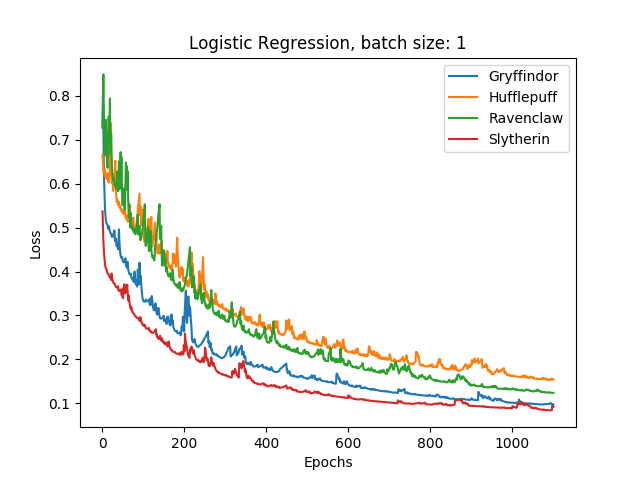 Logistic Regression, batch size: 1
Gryffindor
Hufflepuff
Ravenclaw
Slytherin
Loss
0.8
0.7
0.6
0.5
0.4
0.3
0.2
0.1
0 200 400 600 800 1000
Epochs